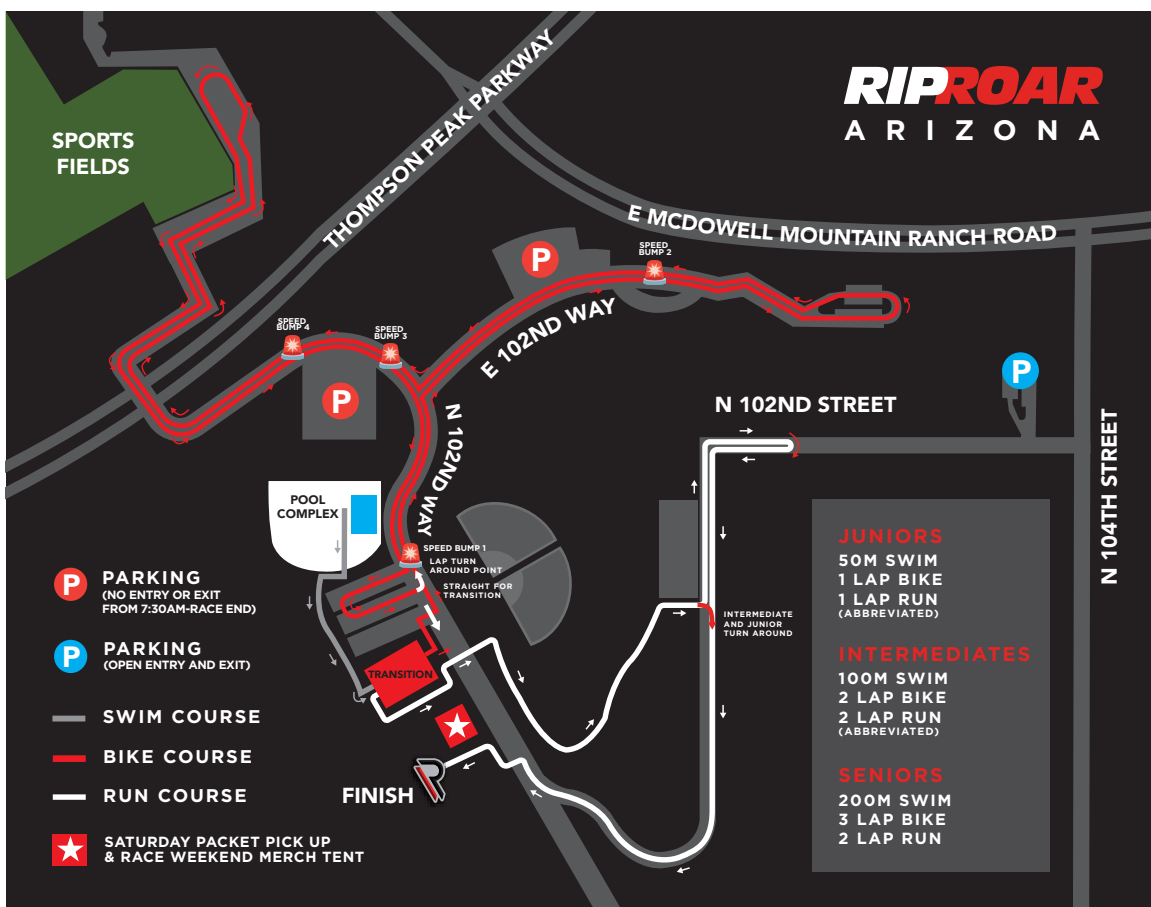 RIPROAR
ARIZONA
SPORTS
FIELDS
THOMPSON PEAK PARKWAY
E MCDOWELL MOUNTAIN RANCH ROAD
SPEED
BUMP 2
P
E 102ND WAY
SPEED
BUMP 4
SPEED
BUMP 3
P
P
N 102ND STREET
N 102ND WAY
N 104TH STREET
POOL
COMPLEX
SPEED BUMP 1
LAP TURN
AROUND POINT
STRAIGHT FOR
TRANSITION
INTERMEDIATE
AND JUNIOR
TURN AROUND
TRANSITION
FINISH
P PARKING
(NO ENTRY OR EXIT
FROM 7:30AM-RACE END)
P PARKING
(OPEN ENTRY AND EXIT)
SWIM COURSE
BIKE COURSE
RUN COURSE
SATURDAY PACKET PICK UP
& RACE WEEKEND MERCH TENT
JUNIORS
50M SWIM
1 LAP BIKE
1 LAP RUN
(ABBREVIATED)
INTERMEDIATES
100M SWIM
2 LAP BIKE
2 LAP RUN
(ABBREVIATED)
SENIORS
200M SWIM
3 LAP BIKE
2 LAP RUN